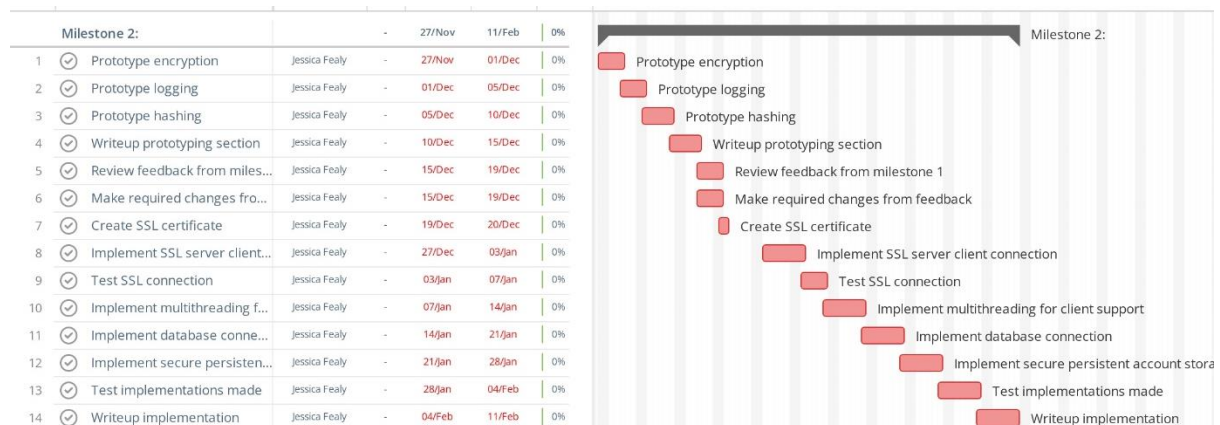 Milestone 2: - 27/Nov 11/Feb 0% Milestone 2:
1 Prototype encryption Jessica Fealy - 27/Nov 01/Dec 0% Prototype encryption
2 Prototype logging Jessica Fealy - 01/Dec 05/Dec 0% Prototype logging
3 Prototype hashing Jessica Fealy - 05/Dec 10/Dec 0% Prototype hashing
4 Writeup prototyping section Jessica Fealy - 10/Dec 15/Dec 0% Writeup prototyping section
5 Review feedback from miles... Jessica Fealy - 15/Dec 19/Dec 0% Review feedback from milestone 1
6 Make required changes fro... Jessica Fealy - 15/Dec 19/Dec 0% Make required changes from feedback
7 Create SSL certificate Jessica Fealy - 19/Dec 20/Dec 0% Create SSL certificate
8 Implement SSL server client... Jessica Fealy - 27/Dec 03/Jan 0% Implement SSL server client connection
9 Test SSL connection Jessica Fealy - 03/Jan 07/Jan 0% Test SSL connection
10 Implement multithreading f... Jessica Fealy - 07/Jan 14/Jan 0% Implement multithreading for client support
11 Implement database conne... Jessica Fealy - 14/Jan 21/Jan 0% Implement database connection
12 Implement secure persisten... Jessica Fealy - 21/Jan 28/Jan 0% Implement secure persistent account stora
13 Test implementations made Jessica Fealy - 28/Jan 04/Feb 0% Test implementations made
14 Writeup implementation Jessica Fealy - 04/Feb 11/Feb 0% Writeup implementation